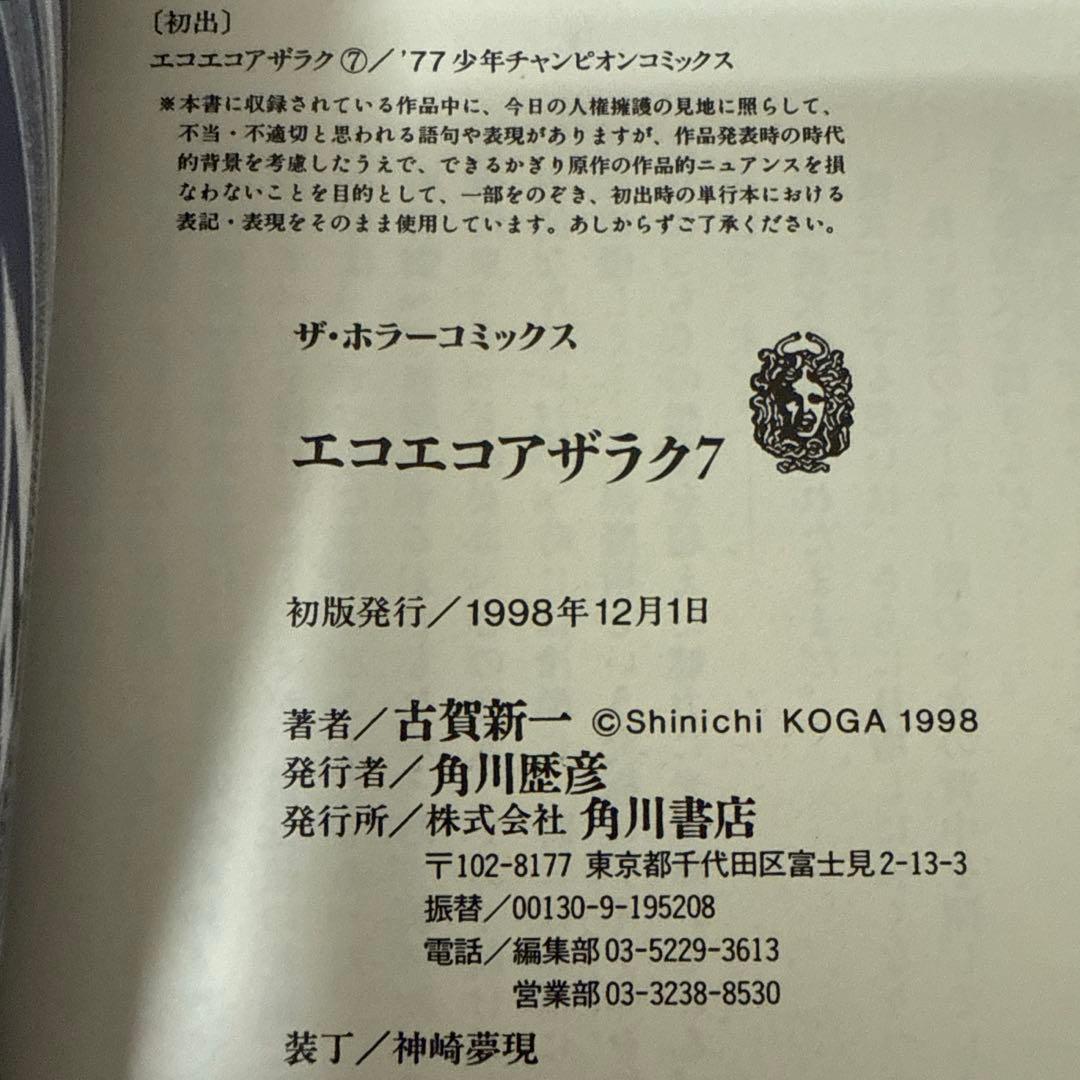 〔初出〕
エコエコアザラク⑦／'77少年チャンピオンコミックス
※本書に収録されている作品中に、今日の人権擁護の見地に照らして、
不当・不適切と思われる語句や表現がありますが、作品発表時の時代
的背景を考慮したうえで、できるかぎり原作の作品的ニュアンスを損
なわないことを目的として、一部をのぞき、初出時の単行本における
表記・表現をそのまま使用しています。あしからずご了承ください。
ザ・ホラーコミックス
エコエコアザラク7
初版発行／1998年12月1日
著者／古賀新一 ©Shinichi KOGA 1998
発行者／角川歴彦
発行所／株式会社 角川書店
〒102-8177 東京都千代田区富士見2-13-3
振替／00130-9-195208
電話／編集部03-5229-3613
営業部03-3238-8530
装丁／神崎夢現